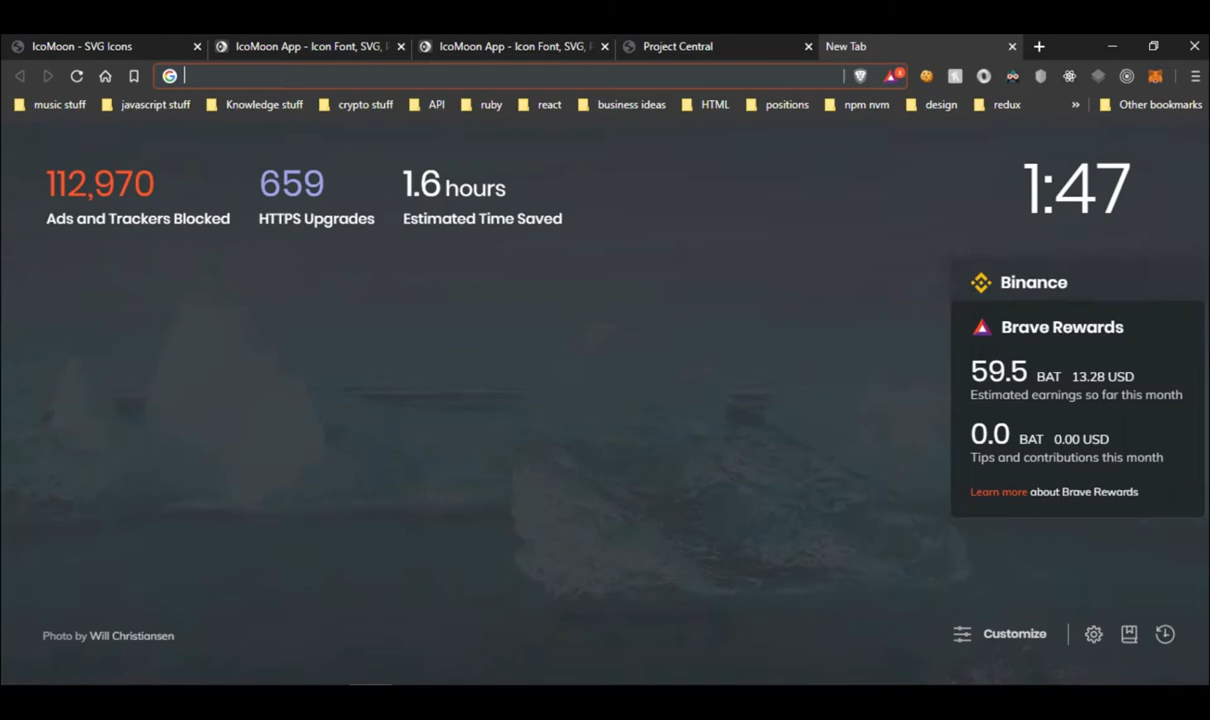 IcoMoon - SVG Icons
IcoMoon App - Icon Font, SVG,
IcoMoon App - Icon Font, SVG,
Project Central
New Tab
music stuff
javascript stuff
Knowledge stuff
crypto stuff
API
ruby
react
business ideas
HTML
positions
npm nvm
design
redux
Other bookmarks
112,970
Ads and Trackers Blocked
659
HTTPS Upgrades
1.6 hours
Estimated Time Saved
1:47
Binance
Brave Rewards
59.5 BAT 13.28 USD
Estimated earnings so far this month
0.0 BAT 0.00 USD
Tips and contributions this month
Learn more about Brave Rewards
Photo by Will Christiansen
Customize